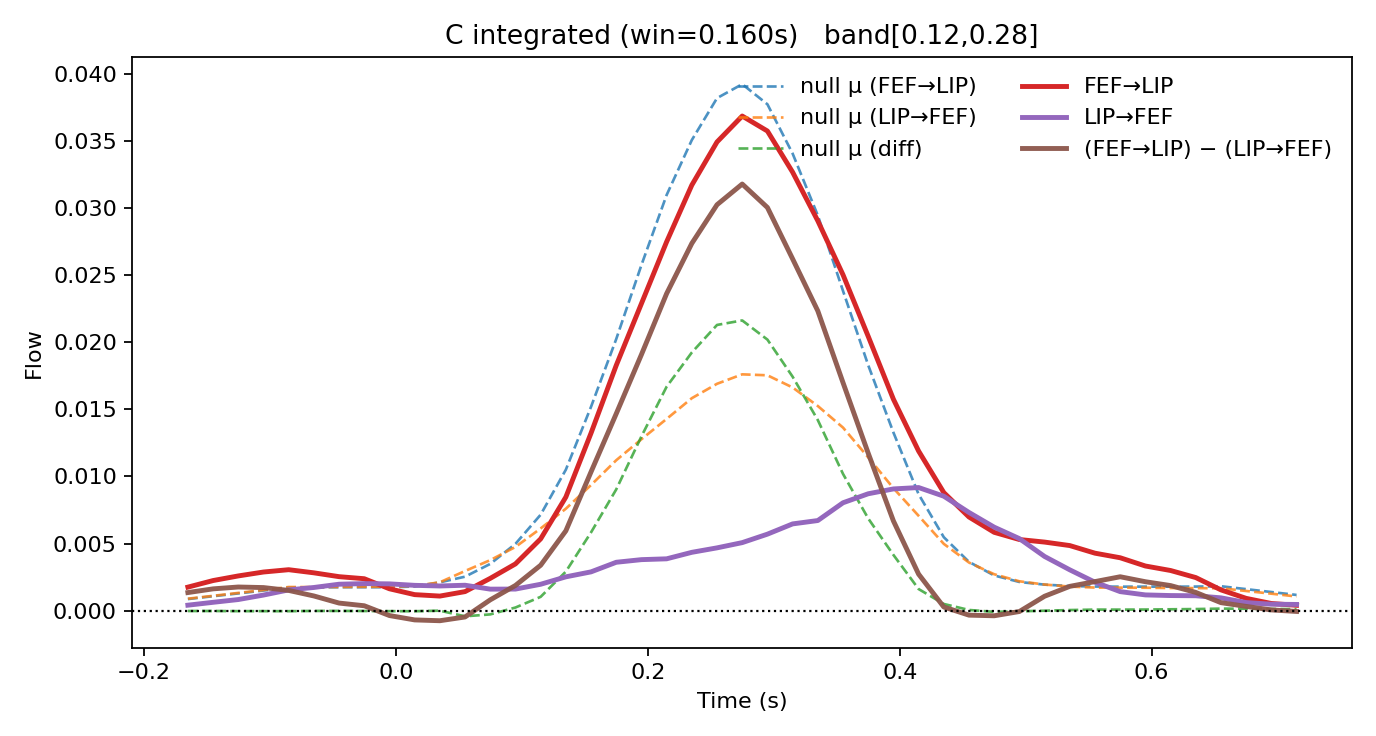 C integrated (win=0.160s)   band[0.12,0.28]
null μ (FEF→LIP)
null μ (LIP→FEF)
null μ (diff)
FEF→LIP
LIP→FEF
(FEF→LIP) − (LIP→FEF)
Flow
0.040
0.035
0.030
0.025
0.020
0.015
0.010
0.005
0.000
−0.2
0.0
0.2
0.4
0.6
Time (s)